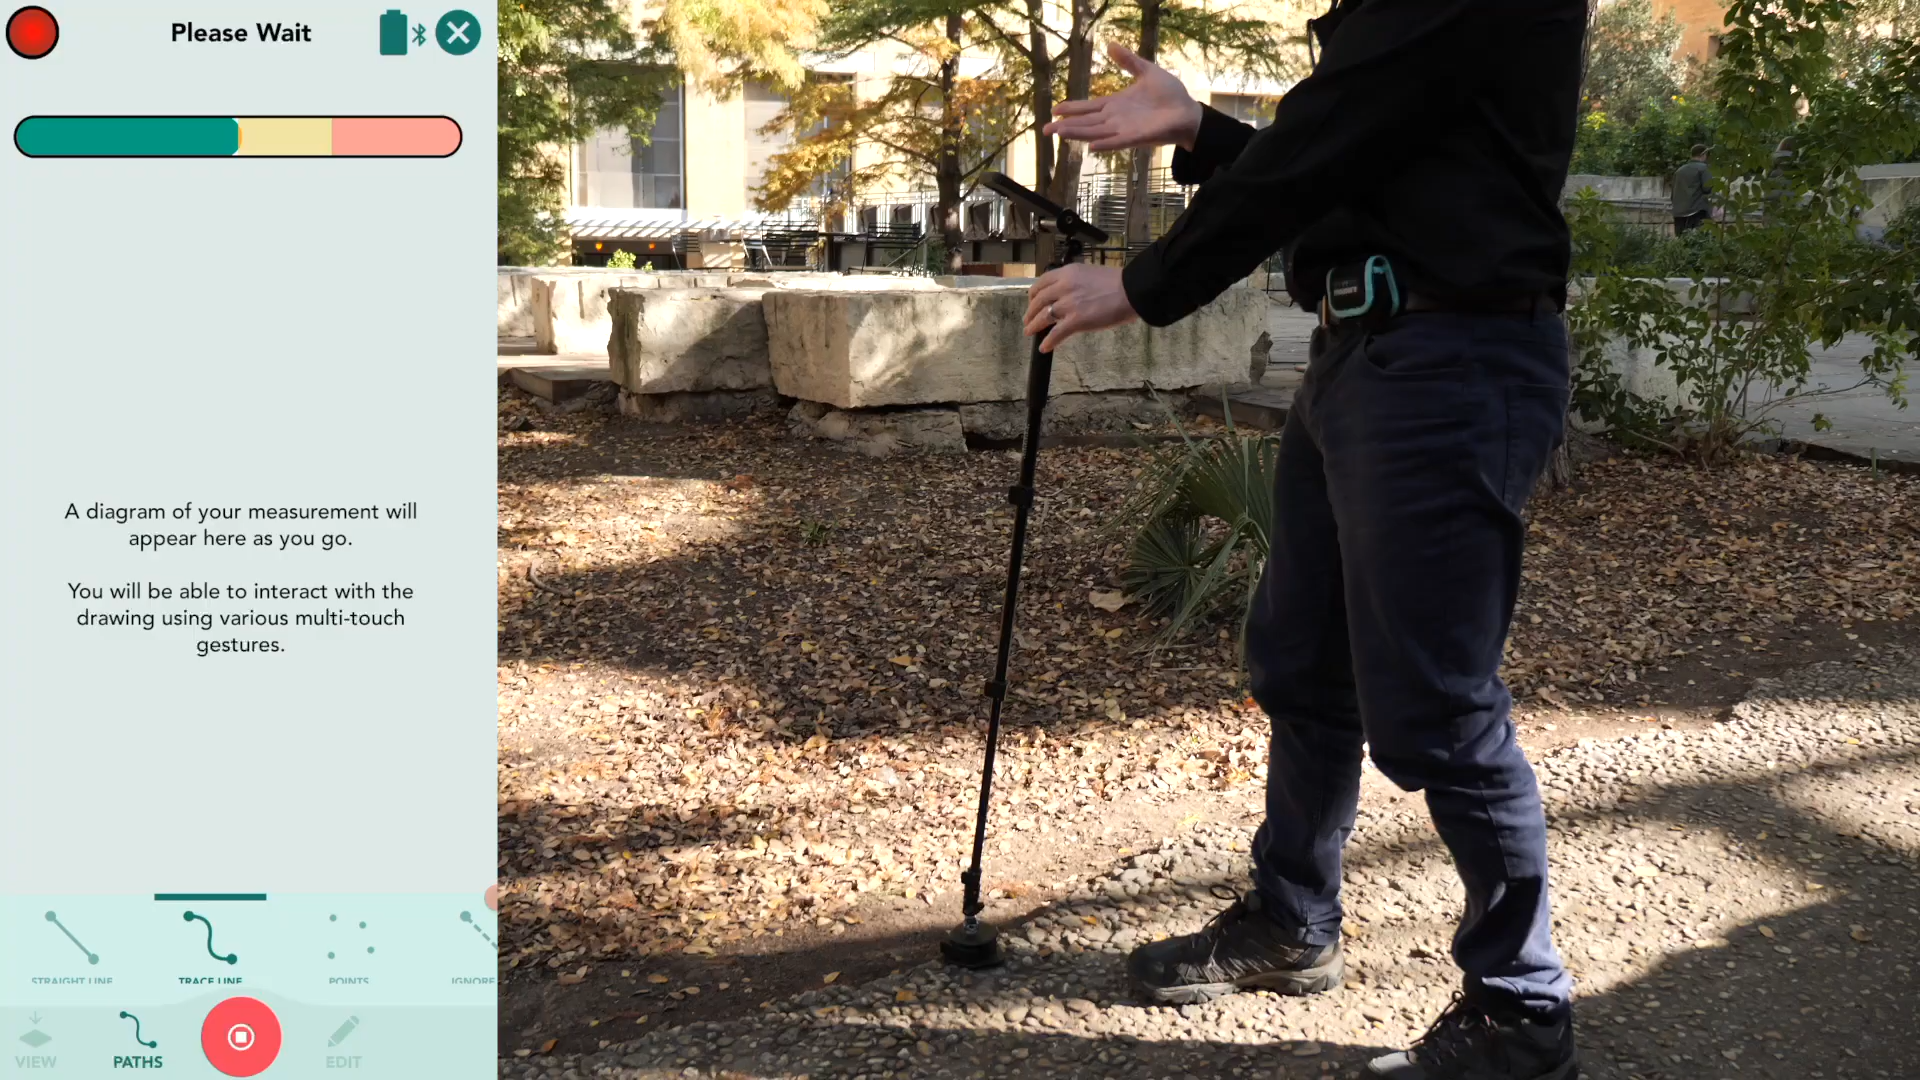 Please Wait
A diagram of your measurement will
appear here as you go.
You will be able to interact with the
drawing using various multi-touch
gestures.
STRAIGHT LINE
TRACE LINE
POINTS
IGNORE
VIEW
PATHS
EDIT